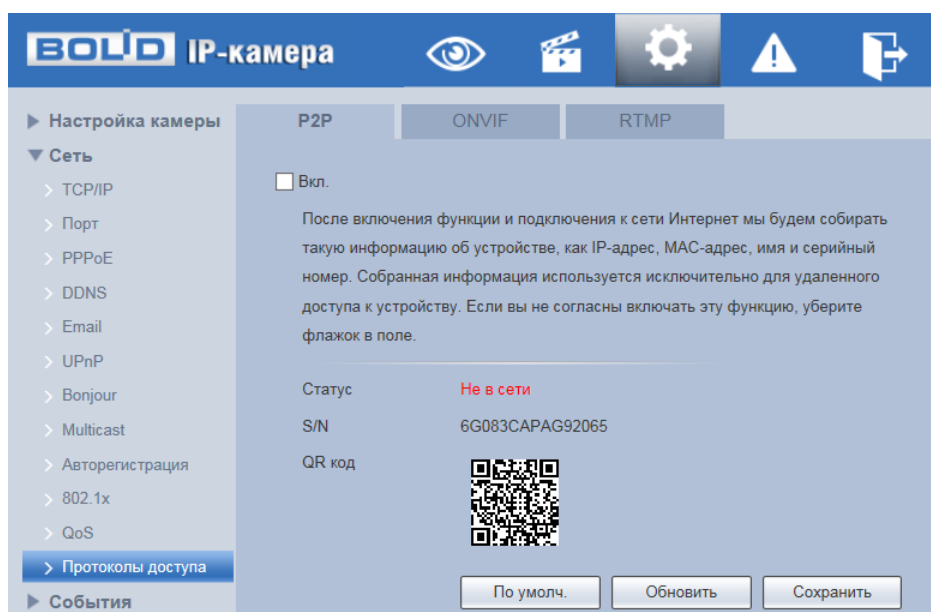 BOLID IP-камера
Настройка камеры
Сеть
TCP/IP
Порт
PPPoE
DDNS
Email
UPnP
Bonjour
Multicast
Авторегистрация
802.1x
QoS
Протоколы доступа
События
P2P ONVIF RTMP
Вкл.
После включения функции и подключения к сети Интернет мы будем собирать
такую информацию об устройстве, как IP-адрес, MAC-адрес, имя и серийный
номер. Собранная информация используется исключительно для удаленного
доступа к устройству. Если вы не согласны включать эту функцию, уберите
флажок в поле.
Статус Не в сети
S/N 6G083CAPAG92065
QR код
По умолч. Обновить Сохранить